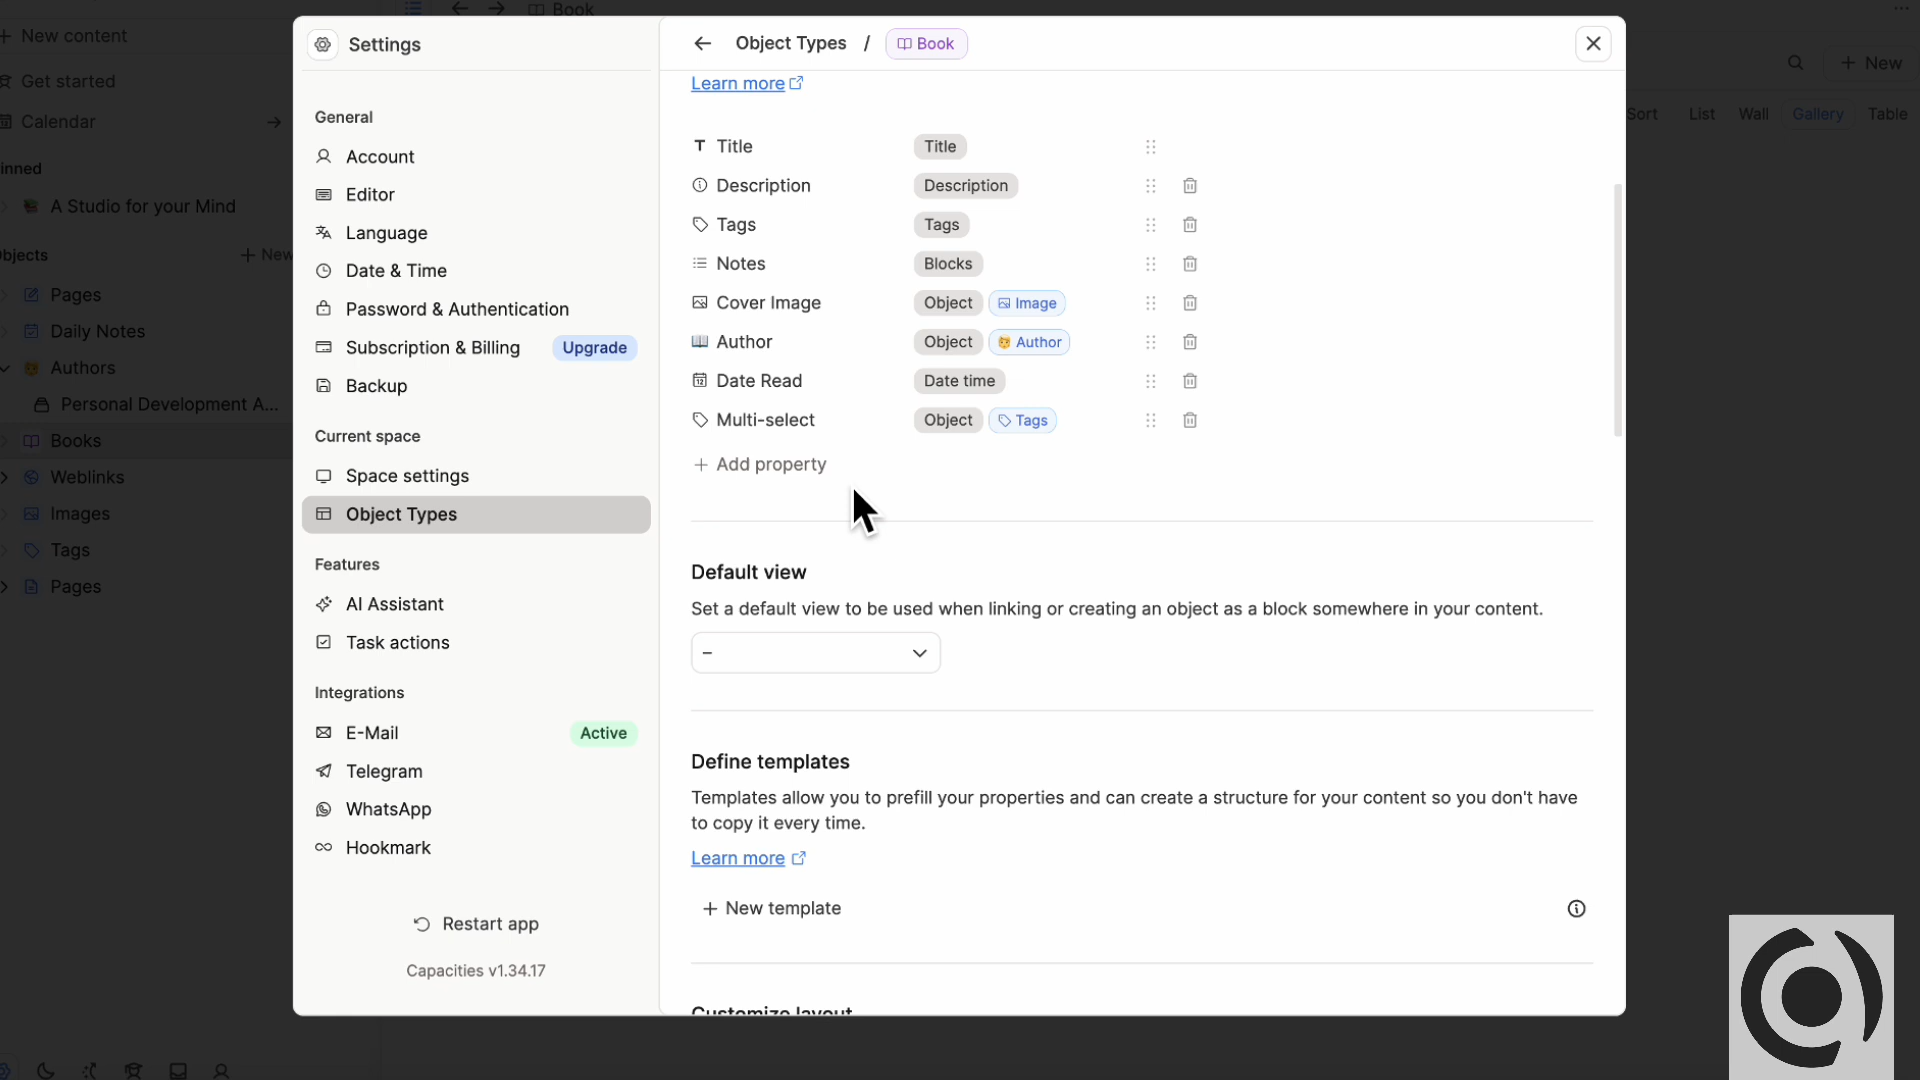 Book
New content
Get started
Calendar
inned
A Studio for your Mind
bjects
New
Pages
Daily Notes
Authors
Personal Development A...
Books
Weblinks
Images
Tags
Pages
Settings
General
Account
Editor
Language
Date & Time
Password & Authentication
Subscription & Billing Upgrade
Backup
Current space
Space settings
Object Types
Features
AI Assistant
Task actions
Integrations
E-Mail Active
Telegram
WhatsApp
Hookmark
Restart app
Capacities v1.34.17
Object Types / Book
Learn more
Title Title
Description Description
Tags Tags
Notes Blocks
Cover Image Object Image
Author Object Author
Date Read Date time
Multi-select Object Tags
Add property
Default view
Set a default view to be used when linking or creating an object as a block somewhere in your content.
–
Define templates
Templates allow you to prefill your properties and can create a structure for your content so you don't have
to copy it every time.
Learn more
New template
Customize layout
New
Sort List Wall Gallery Table